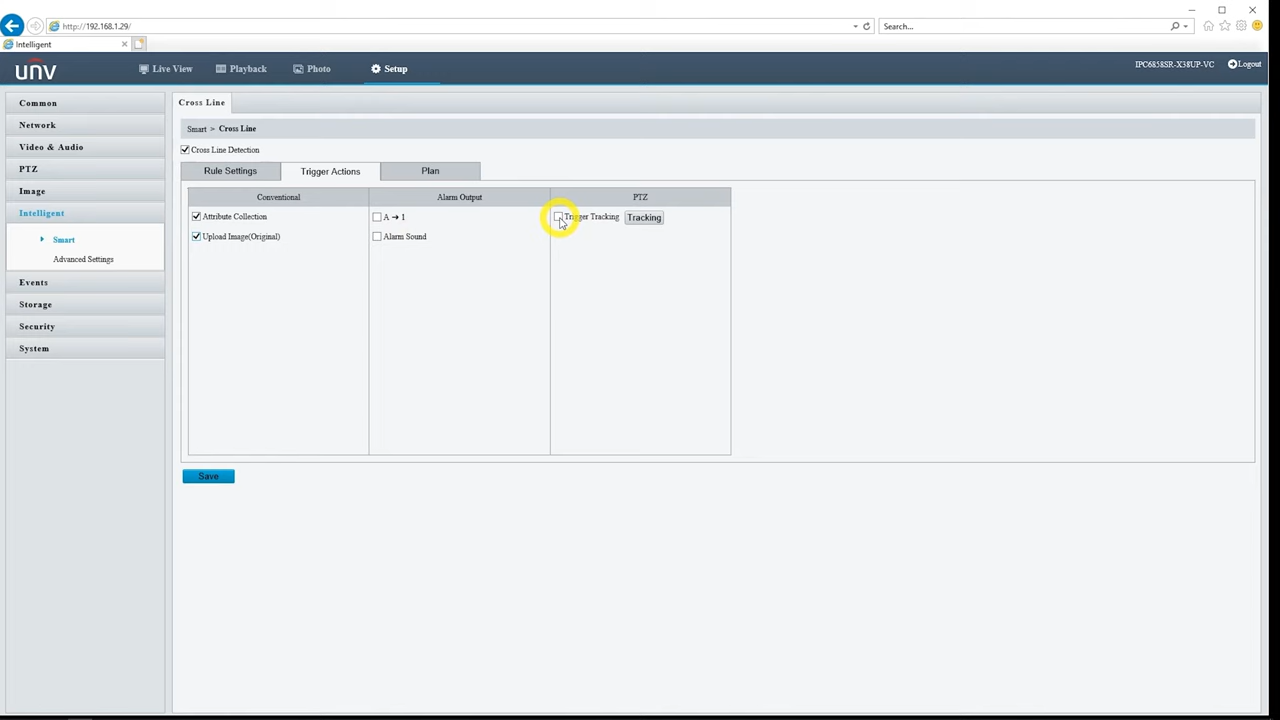 http://192.168.1.29/
Search...
Intelligent
unv
Live View
Playback
Photo
Setup
IPC6858SR-X38UP-VC
Logout
Common
Network
Video & Audio
PTZ
Image
Intelligent
Smart
Advanced Settings
Events
Storage
Security
System
Cross Line
Smart > Cross Line
Cross Line Detection
Rule Settings
Trigger Actions
Plan
Conventional
Alarm Output
PTZ
Attribute Collection
A ➔ 1
Trigger Tracking
Tracking
Upload Image(Original)
Alarm Sound
Save